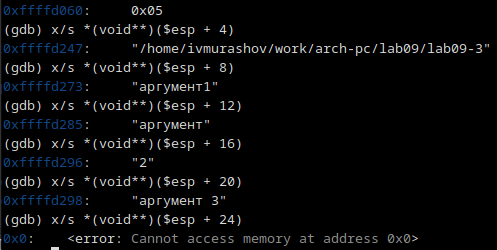 0xffffd060:     0x05
(gdb) x/s *(void**)($esp + 4)
0xffffd247:     "/home/ivmurashov/work/arch-pc/lab09/lab09-3"
(gdb) x/s *(void**)($esp + 8)
0xffffd273:     "аргумент1"
(gdb) x/s *(void**)($esp + 12)
0xffffd285:     "аргумент"
(gdb) x/s *(void**)($esp + 16)
0xffffd296:     "2"
(gdb) x/s *(void**)($esp + 20)
0xffffd298:     "аргумент 3"
(gdb) x/s *(void**)($esp + 24)
0x0:    <error: Cannot access memory at address 0x0>